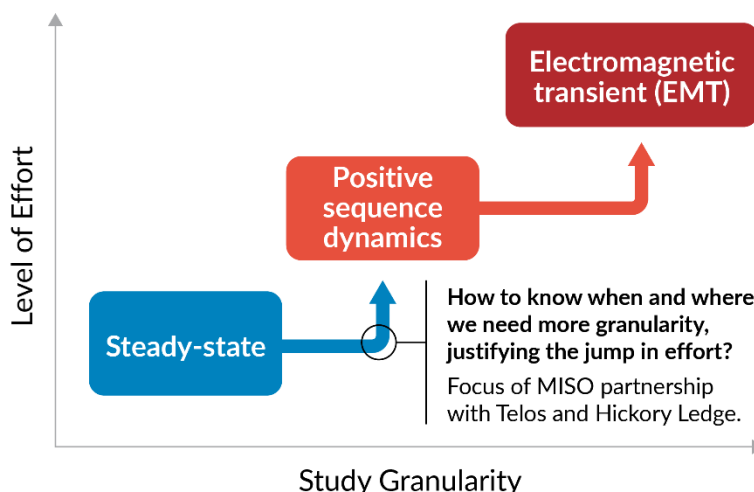 Electromagnetic
transient (EMT)
Positive
sequence
dynamics
Steady-state
How to know when and where
we need more granularity,
justifying the jump in effort?
Focus of MISO partnership
with Telos and Hickory Ledge.
Level of Effort
Study Granularity